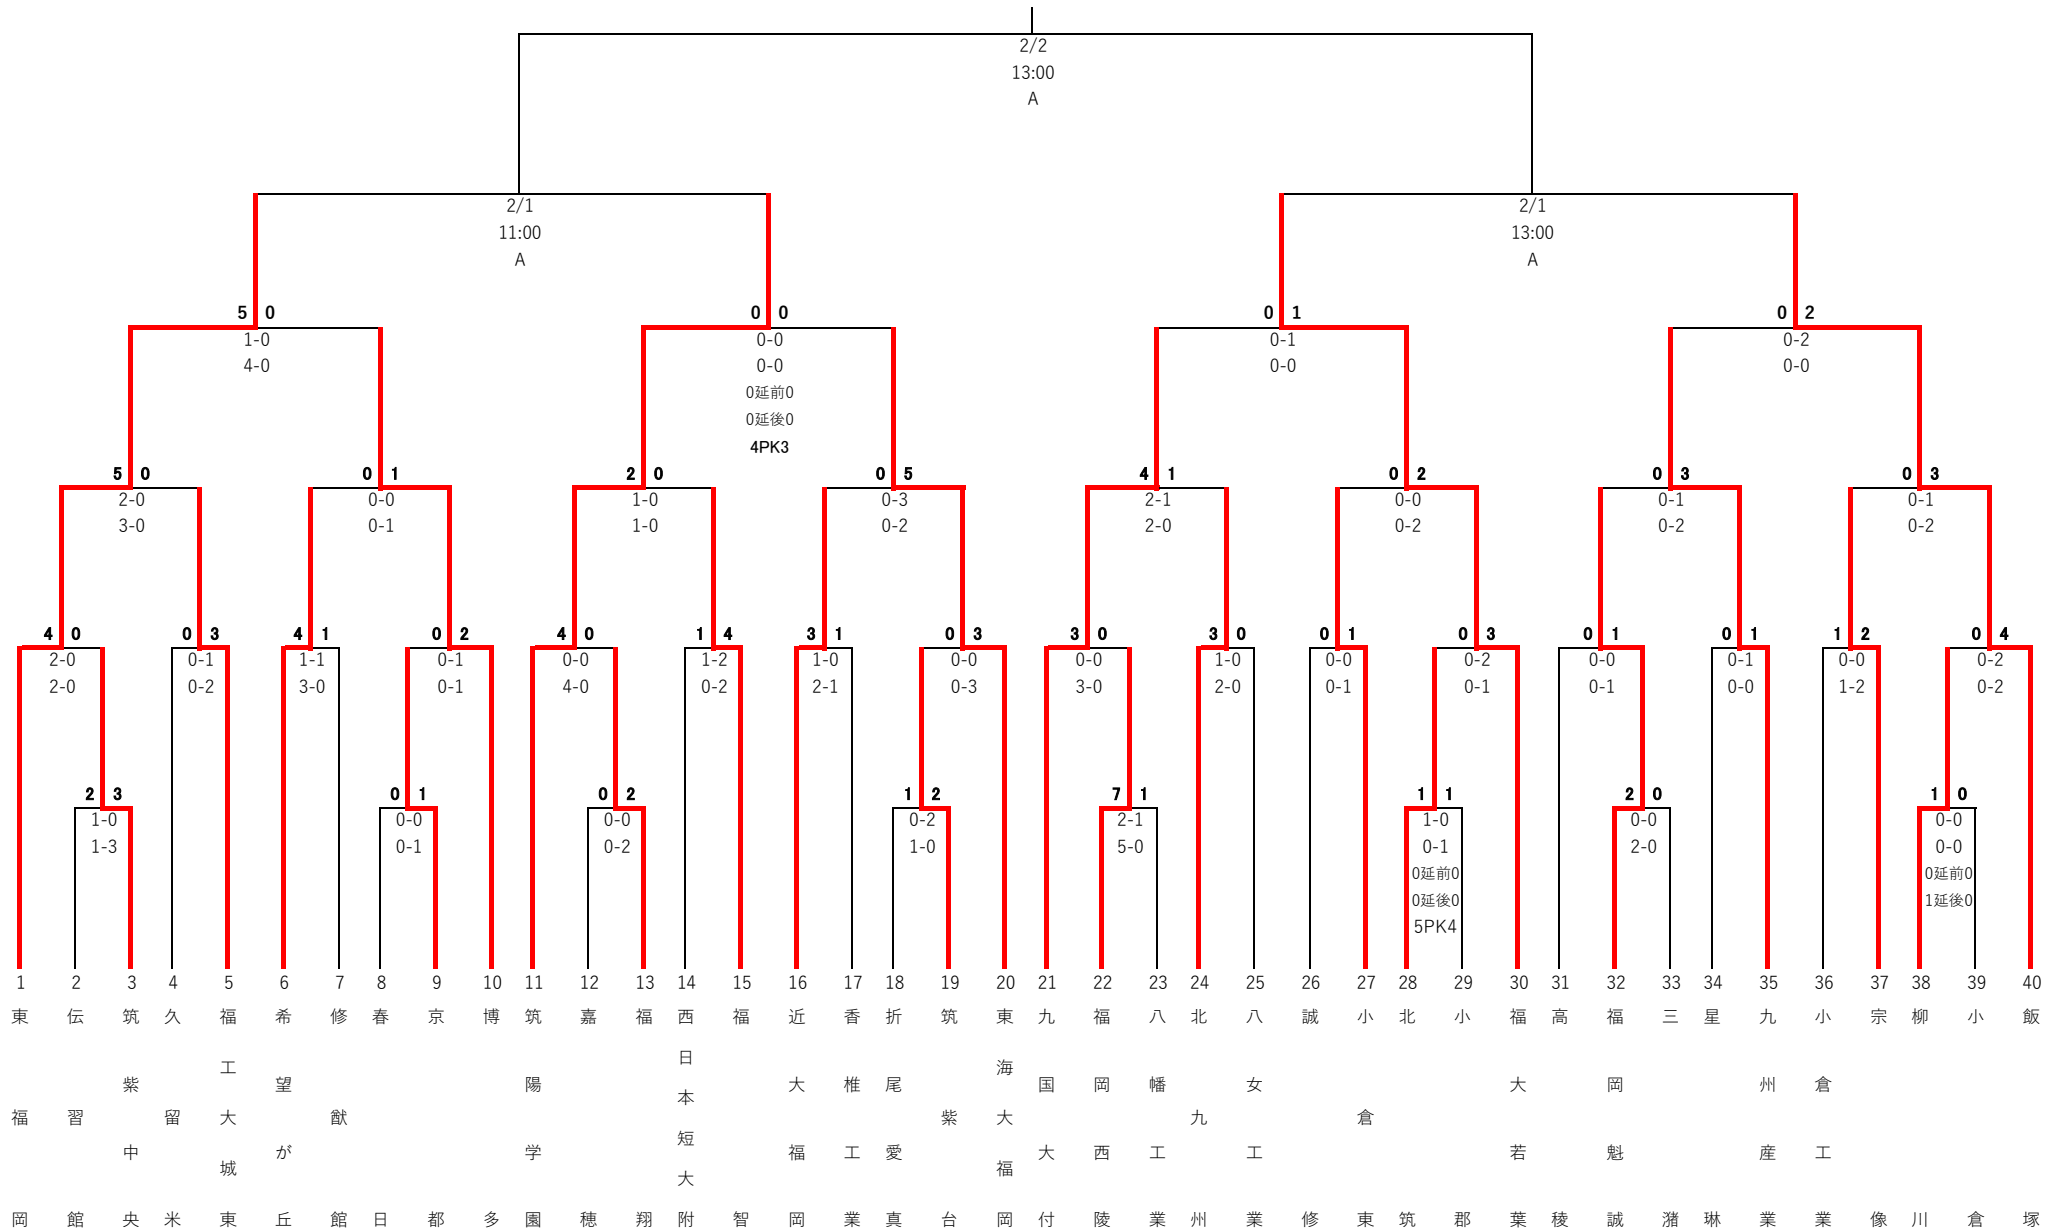 2/2
13:00
A
2/1
11:00
A
2/1
13:00
A
5 0
1-0
4-0
0 0
0-0
0-0
0延前0
0延後0
4PK3
0 1
0-1
0-0
0 2
0-2
0-0
5 0
2-0
3-0
0 1
0-0
0-1
2 0
1-0
1-0
0 5
0-3
0-2
4 1
2-1
2-0
0 2
0-0
0-2
0 3
0-1
0-2
0 3
0-1
0-2
4 0
2-0
2-0
0 3
0-1
0-2
4 1
1-1
3-0
0 2
0-1
0-1
4 0
0-0
4-0
1 4
1-2
0-2
3 1
1-0
2-1
0 3
0-0
0-3
3 0
0-0
3-0
3 0
1-0
2-0
0 1
0-0
0-1
0 3
0-2
0-1
0 1
0-0
0-1
0 1
0-1
0-0
1 2
0-0
1-2
0 4
0-2
0-2
2 3
1-0
1-3
0 1
0-0
0-1
0 2
0-0
0-2
1 2
0-2
1-0
7 1
2-1
5-0
1 1
1-0
0-1
0延前0
0延後0
5PK4
2 0
0-0
2-0
1 0
0-0
0-0
0延前0
1延後0
1 東福岡
2 伝習館
3 筑紫中央
4 久留米
5 福工大城東
6 希望が丘
7 修猷館
8 春日
9 京都
10 博多
11 筑陽学園
12 嘉穂
13 福翔
14 西日本短大附
15 福智
16 近大福岡
17 香椎工業
18 折尾愛真
19 筑紫台
20 東海大福岡
21 九国大付
22 福岡西陵
23 八幡工業
24 北九州
25 八女工業
26 誠修
27 小倉東
28 北筑
29 小郡
30 福大若葉
31 高稜
32 福岡魁誠
33 三潴
34 星琳
35 九州産業
36 小倉工業
37 宗像
38 柳川
39 小倉
40 飯塚